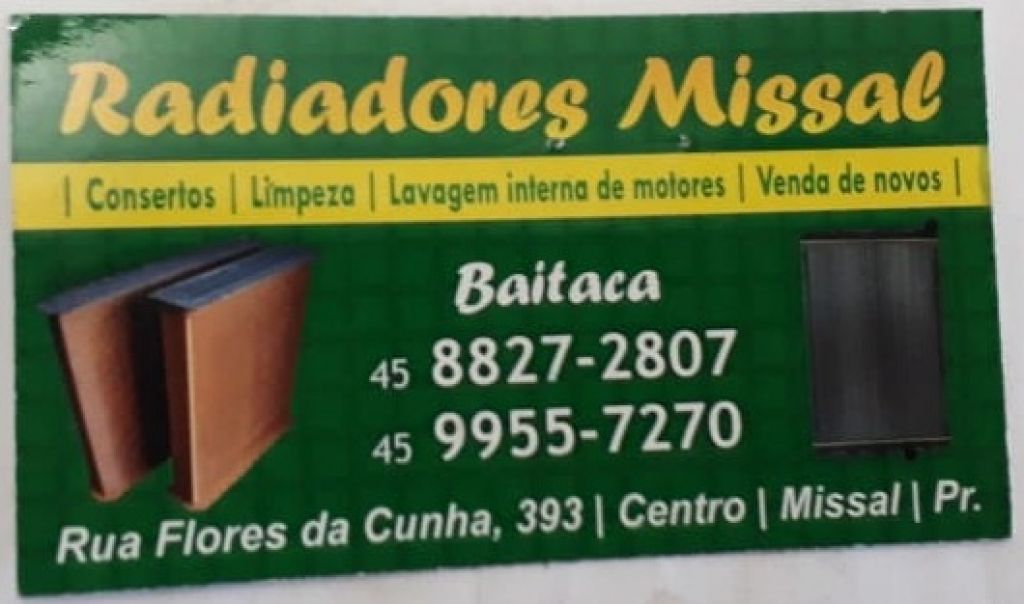 Radiadores Missal
| Consertos | Limpeza | Lavagem interna de motores | Venda de novos |
Baitaca
45 8827-2807
45 9955-7270
Rua Flores da Cunha, 393 | Centro | Missal | Pr.